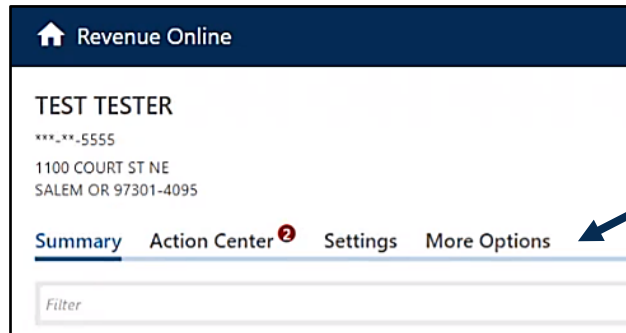 Revenue Online
TEST TESTER
***-**-5555
1100 COURT ST NE
SALEM OR 97301-4095
Summary Action Center 2 Settings More Options
Filter